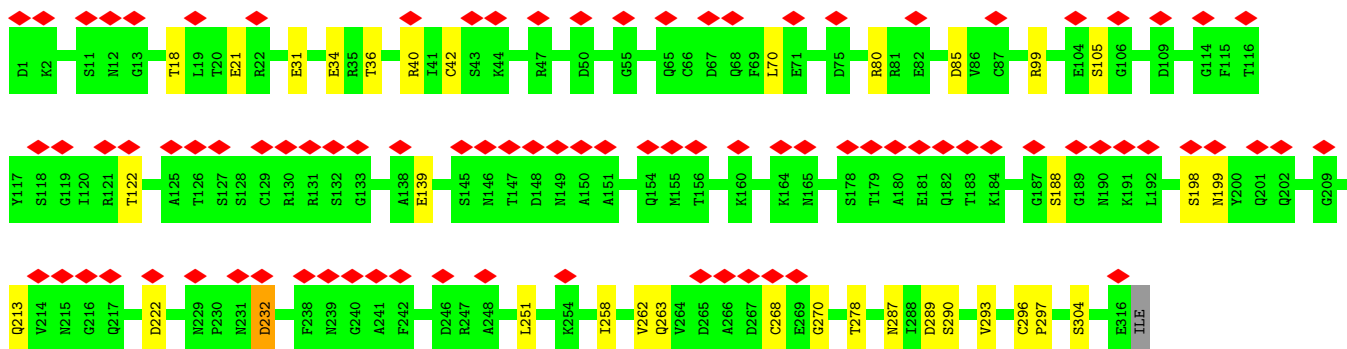 D1 K2 S11 N12 G13 T18 L19 T20 E21 R22 E31 E34 R35 T36 R40 I41 C42 S43 K44 R47 D50 G55 Q65 C66 D67 Q68 F69 L70 E71 D75 R80 R81 E82 D85 V86 C87 R99 E104 S105 G106 D109 G114 F115 T116
Y117 S118 G119 I120 R121 T122 A125 T126 S127 S128 C129 R130 R131 S132 G133 A138 E139 S145 N146 T147 D148 N149 A150 A151 Q154 M155 T156 K160 K164 N165 S178 T179 A180 E181 Q182 T183 K184 G187 S188 G189 N190 K191 L192 S198 N199 Y200 Q201 Q202 G209
Q213 V214 N215 G216 Q217 D222 N229 P230 N231 D232 F238 N239 G240 A241 F242 D246 R247 A248 L251 K254 I258 V262 Q263 V264 D265 A266 D267 C268 E269 G270 T278 N287 I288 D289 S290 V293 C296 P297 S304 E316 ILE